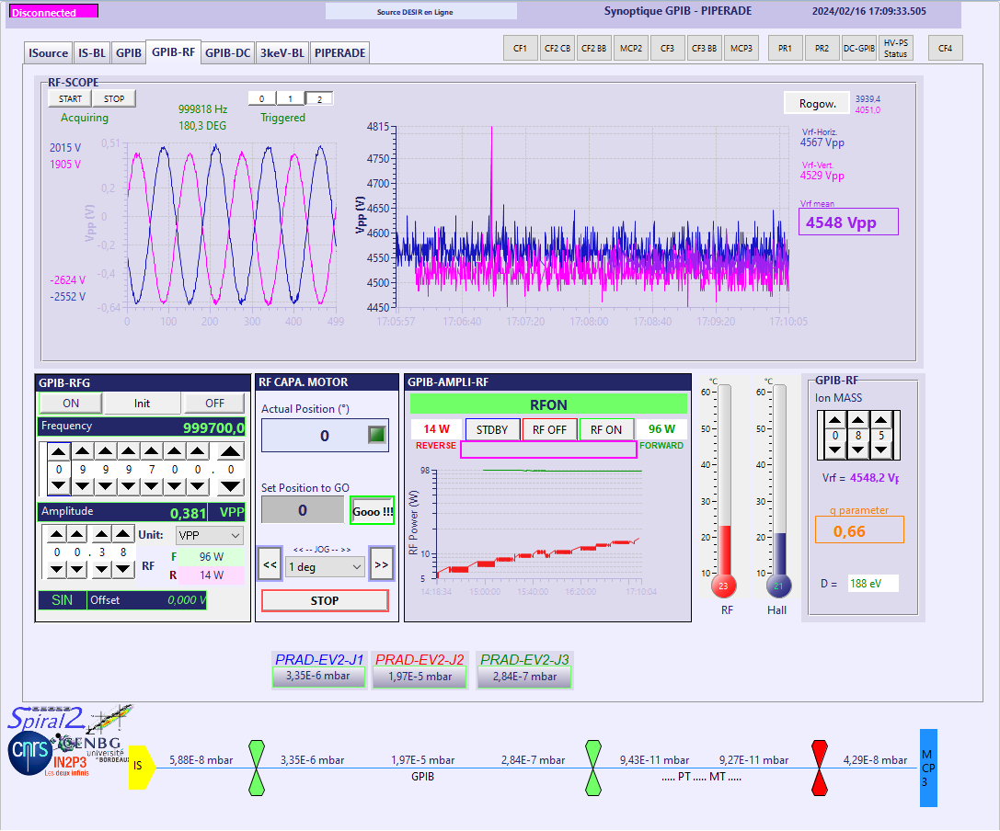 Disconnected
Source DESIR en Ligne
Synoptique GPIB - PIPERADE
2024/02/16 17:09:33.505
ISource IS-BL GPIB GPIB-RF GPIB-DC 3keV-BL PIPERADE
CF1 CF2 CB CF2 BB MCP2 CF3 CF3 BB MCP3 PR1 PR2 DC-GPIB HV-PS Status CF4
RF-SCOPE
START STOP
Acquiring
999818 Hz
180,3 DEG
0 1 2
Triggered
Rogow.
3939,4
4051,0
2015 V
1905 V
-2624 V
-2552 V
Vpp (V)
0,51
0,2
0
-0,2
-0,4
-0,64
0 100 200 300 400 499
Vpp (V)
4815
4750
4700
4650
4600
4550
4500
4450
17:05:57 17:06:40 17:07:20 17:08:00 17:08:40 17:09:20 17:10:05
Vrf-Horiz.
4567 Vpp
Vrf-Vert.
4529 Vpp
Vrf mean
4548 Vpp
GPIB-RFG
ON Init OFF
Frequency 999700,0
0 9 9 9 7 0 0 . 0
Amplitude 0,381 VPP
0 0 . 3 8
Unit: VPP
RF
F 96 W
R 14 W
SIN Offset 0,000 V
RF CAPA. MOTOR
Actual Position (°)
0
Set Position to GO
0 Gooo !!!
<< -- JOG -- >>
<< 1 deg >>
STOP
GPIB-AMPLI-RF
RFON
14 W STDBY RF OFF RF ON 96 W
REVERSE FORWARD
RF Power (W)
98
10
5
14:18:34 15:00:00 15:40:00 16:20:00 17:10:04
°C
60
50
40
30
20
10
23
RF
°C
60
50
40
30
20
10
21
Hall
GPIB-RF
Ion MASS
0 8 5
Vrf = 4548,2 Vp
q parameter
0,66
D = 188 eV
PRAD-EV2-J1 PRAD-EV2-J2 PRAD-EV2-J3
3,35E-6 mbar 1,97E-5 mbar 2,84E-7 mbar
Spiral2
CENBG
cnrs
IN2P3
Les deux infinis
université
BORDEAUX
IS
5,88E-8 mbar 3,35E-6 mbar 1,97E-5 mbar 2,84E-7 mbar 9,43E-11 mbar 9,27E-11 mbar 4,29E-8 mbar
GPIB
..... PT ..... MT .....
M
CP
3